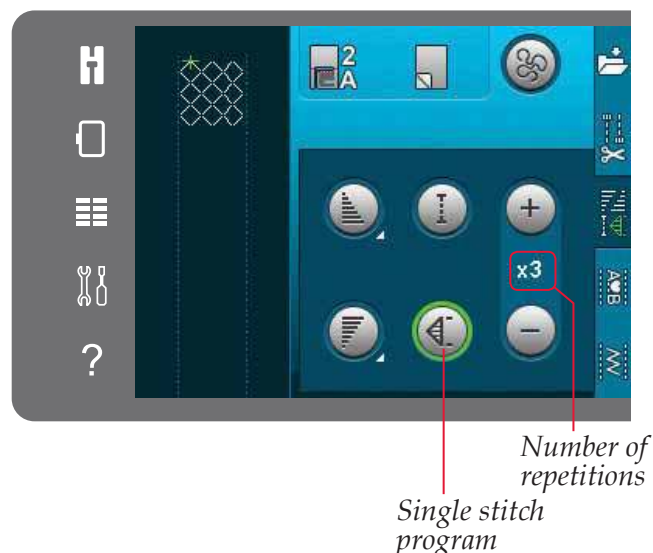 2
A
+
x3
A♥B
−
?
Number of
repetitions
Single stitch
program